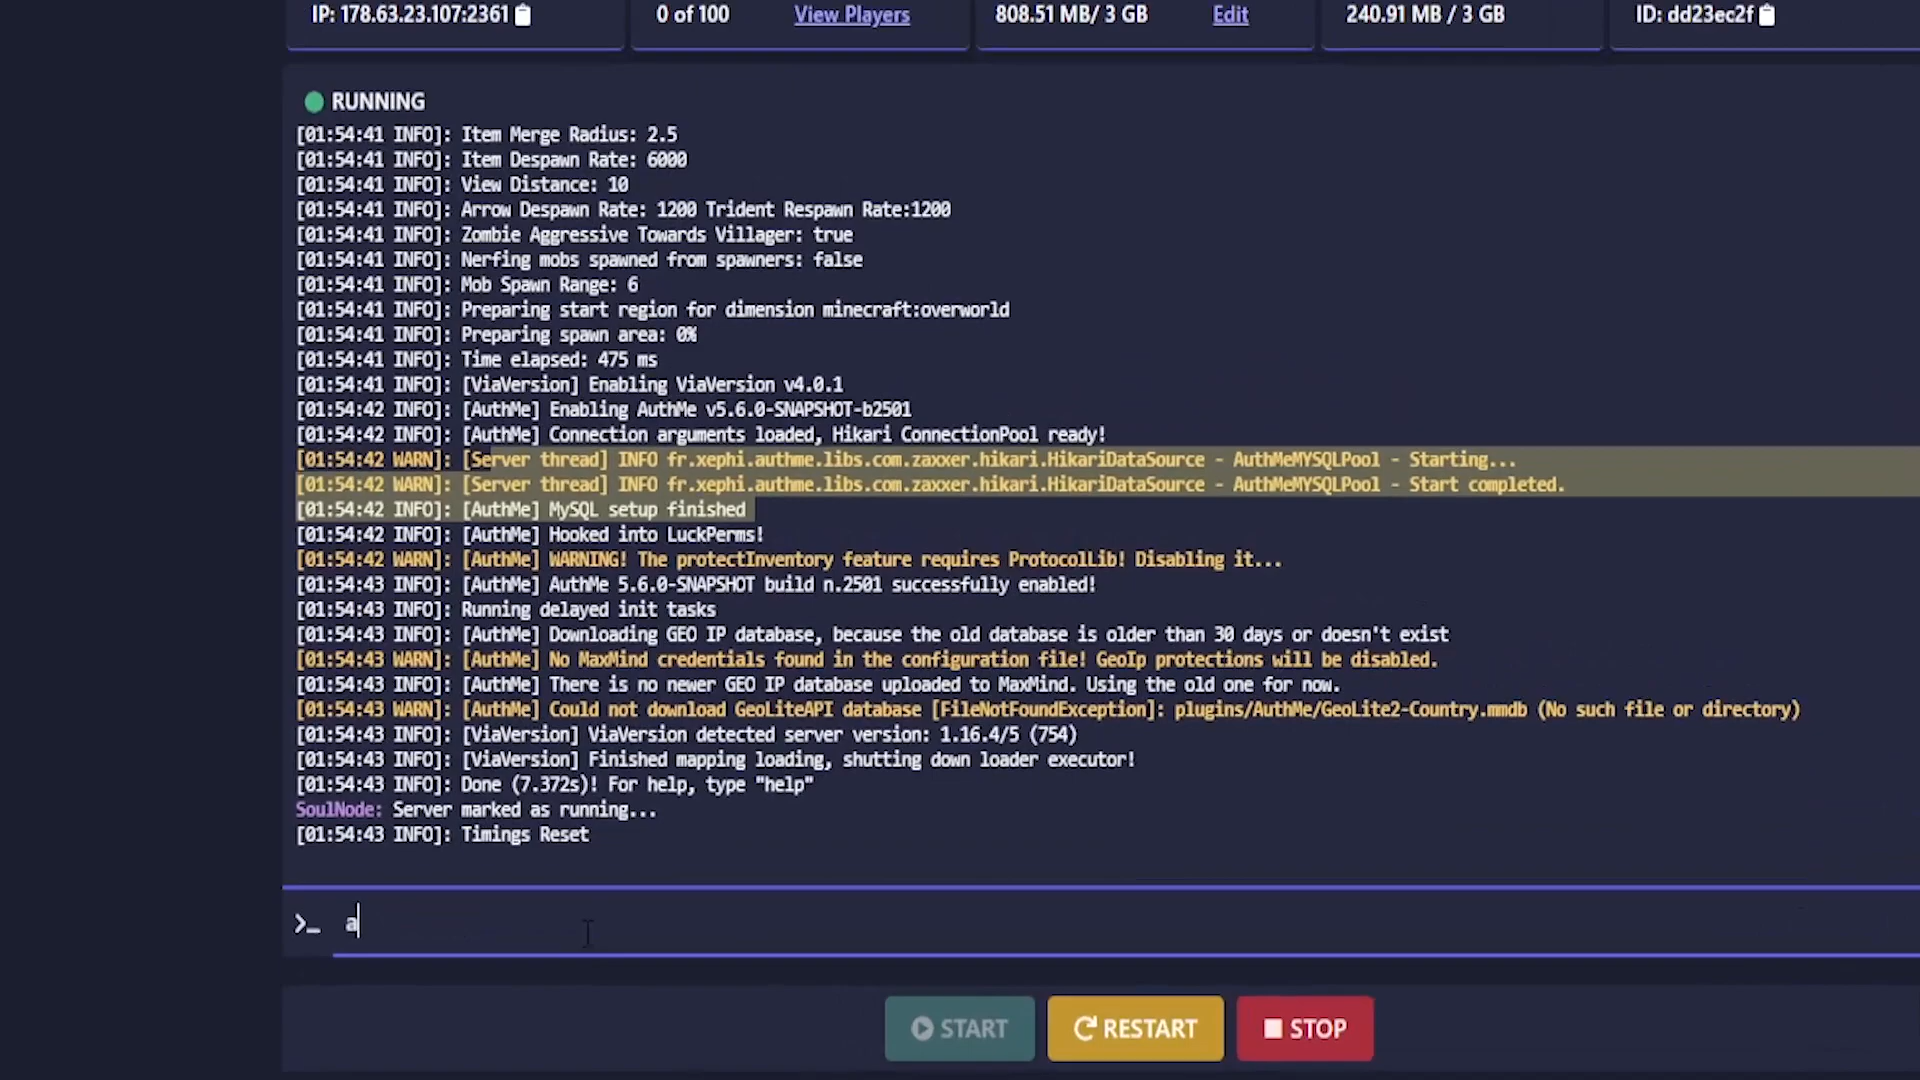 IP: 178.63.23.107:2361
0 of 100 View Players
808.51 MB/ 3 GB Edit
240.91 MB / 3 GB
ID: dd23ec2f
RUNNING
[01:54:41 INFO]: Item Merge Radius: 2.5
[01:54:41 INFO]: Item Despawn Rate: 6000
[01:54:41 INFO]: View Distance: 10
[01:54:41 INFO]: Arrow Despawn Rate: 1200 Trident Respawn Rate:1200
[01:54:41 INFO]: Zombie Aggressive Towards Villager: true
[01:54:41 INFO]: Nerfing mobs spawned from spawners: false
[01:54:41 INFO]: Mob Spawn Range: 6
[01:54:41 INFO]: Preparing start region for dimension minecraft:overworld
[01:54:41 INFO]: Preparing spawn area: 0%
[01:54:41 INFO]: Time elapsed: 475 ms
[01:54:41 INFO]: [ViaVersion] Enabling ViaVersion v4.0.1
[01:54:42 INFO]: [AuthMe] Enabling AuthMe v5.6.0-SNAPSHOT-b2501
[01:54:42 INFO]: [AuthMe] Connection arguments loaded, Hikari ConnectionPool ready!
[01:54:42 WARN]: [Server thread] INFO fr.xephi.authme.libs.com.zaxxer.hikari.HikariDataSource - AuthMeMYSQLPool - Starting...
[01:54:42 WARN]: [Server thread] INFO fr.xephi.authme.libs.com.zaxxer.hikari.HikariDataSource - AuthMeMYSQLPool - Start completed.
[01:54:42 INFO]: [AuthMe] MySQL setup finished
[01:54:42 INFO]: [AuthMe] Hooked into LuckPerms!
[01:54:42 WARN]: [AuthMe] WARNING! The protectInventory feature requires ProtocolLib! Disabling it...
[01:54:43 INFO]: [AuthMe] AuthMe 5.6.0-SNAPSHOT build n.2501 successfully enabled!
[01:54:43 INFO]: Running delayed init tasks
[01:54:43 INFO]: [AuthMe] Downloading GEO IP database, because the old database is older than 30 days or doesn't exist
[01:54:43 WARN]: [AuthMe] No MaxMind credentials found in the configuration file! GeoIp protections will be disabled.
[01:54:43 INFO]: [AuthMe] There is no newer GEO IP database uploaded to MaxMind. Using the old one for now.
[01:54:43 WARN]: [AuthMe] Could not download GeoLiteAPI database [FileNotFoundException]: plugins/AuthMe/GeoLite2-Country.mmdb (No such file or directory)
[01:54:43 INFO]: [ViaVersion] ViaVersion detected server version: 1.16.4/5 (754)
[01:54:43 INFO]: [ViaVersion] Finished mapping loading, shutting down loader executor!
[01:54:43 INFO]: Done (7.372s)! For help, type "help"
SoulNode: Server marked as running...
[01:54:43 INFO]: Timings Reset
>_ a
START
RESTART
STOP